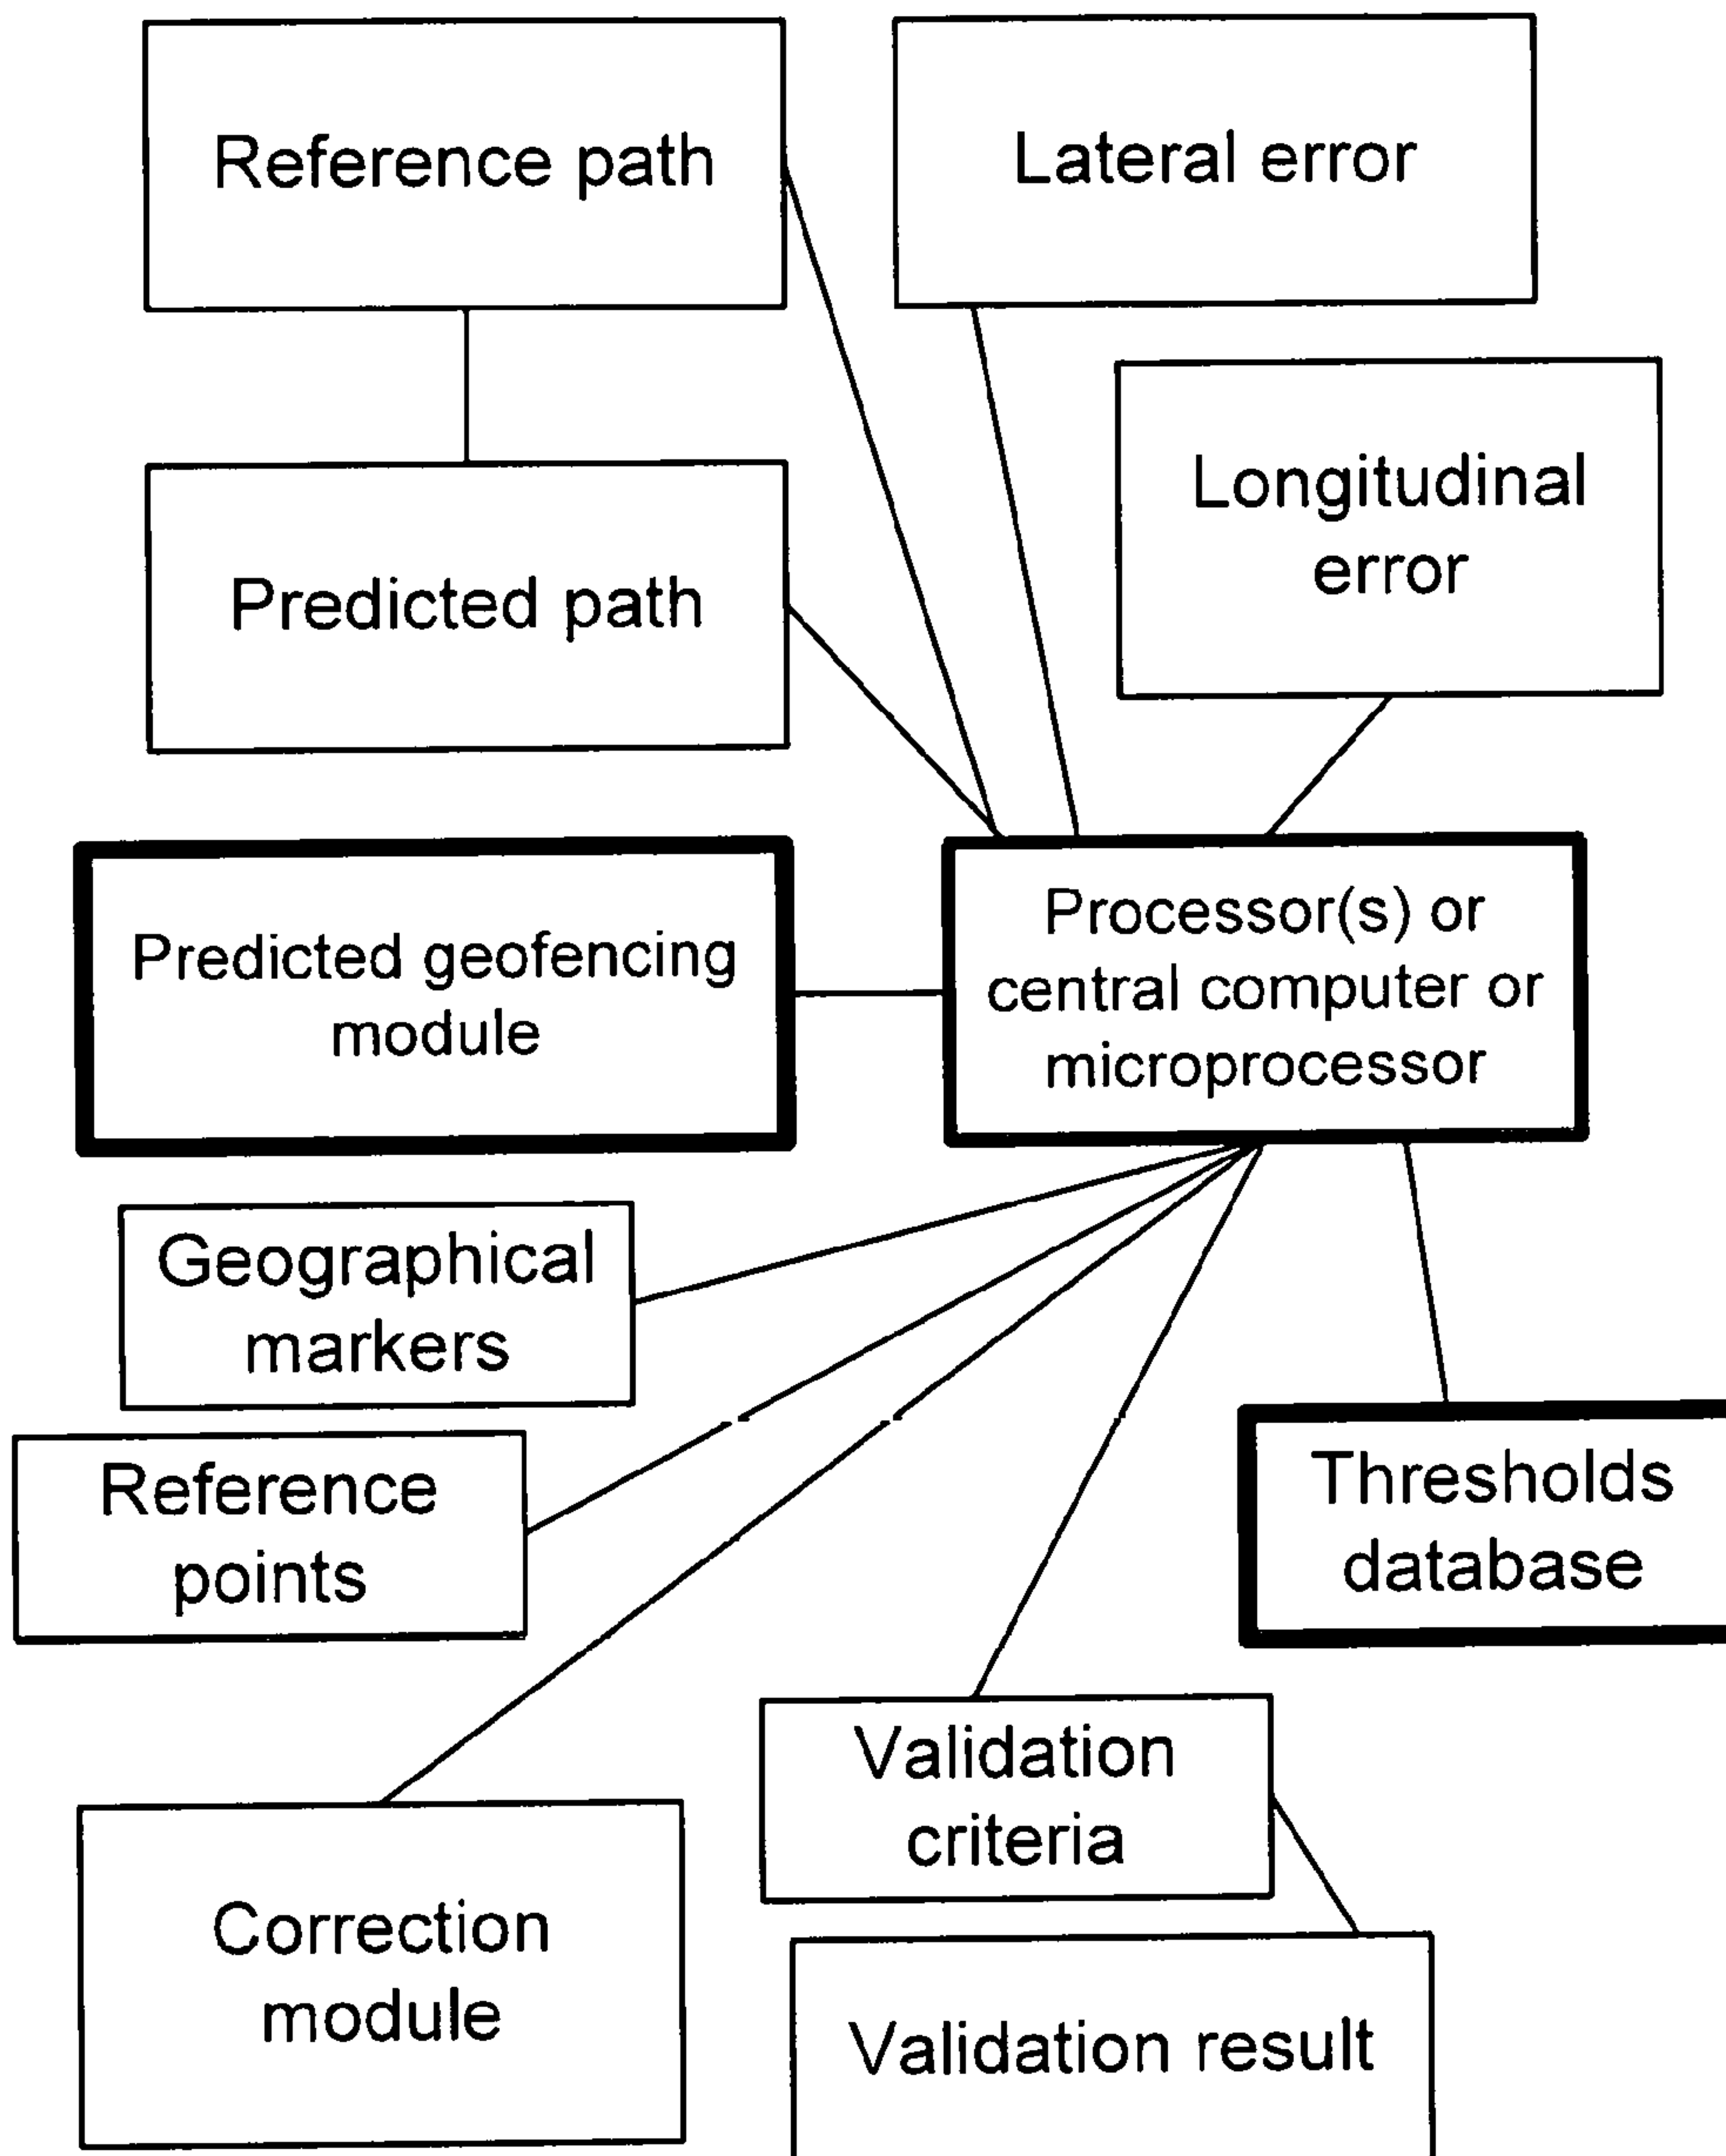 Reference path
Lateral error
Longitudinal
error
Predicted path
Predicted geofencing
module
Processor(s) or
central computer or
microprocessor
Geographical
markers
Reference
points
Thresholds
database
Validation
criteria
Correction
module
Validation result